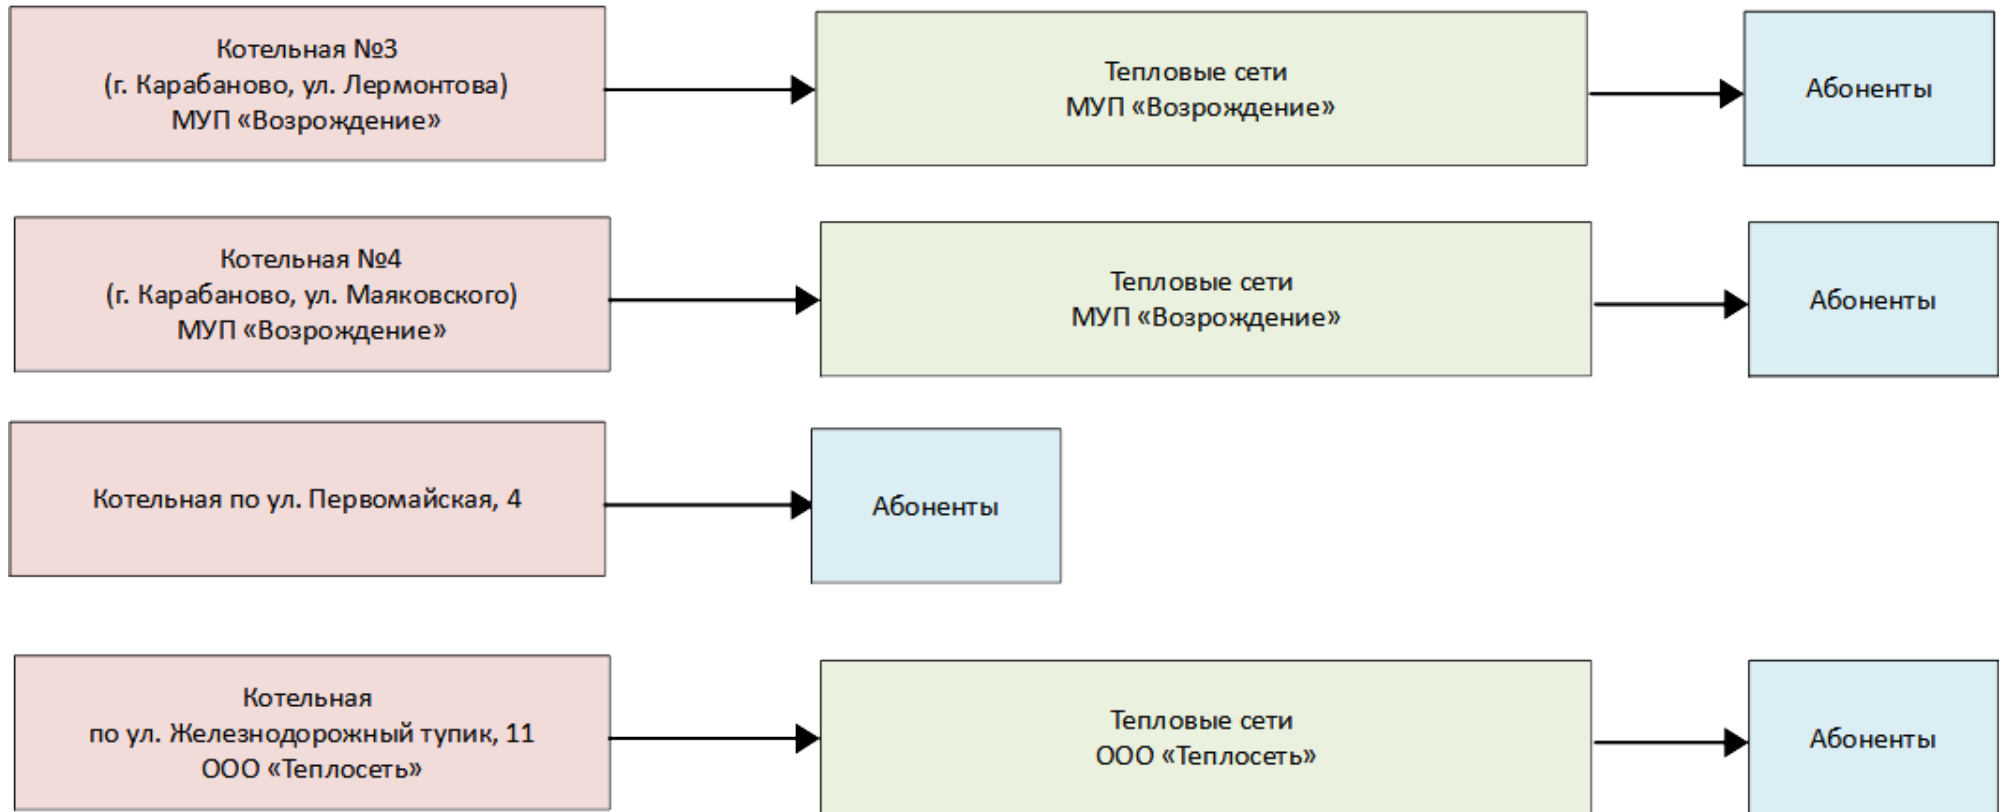 Котельная №3
(г. Карабаново, ул. Лермонтова)
МУП «Возрождение»
Тепловые сети
МУП «Возрождение»
Абоненты
Котельная №4
(г. Карабаново, ул. Маяковского)
МУП «Возрождение»
Тепловые сети
МУП «Возрождение»
Абоненты
Котельная по ул. Первомайская, 4
Абоненты
Котельная
по ул. Железнодорожный тупик, 11
ООО «Теплосеть»
Тепловые сети
ООО «Теплосеть»
Абоненты